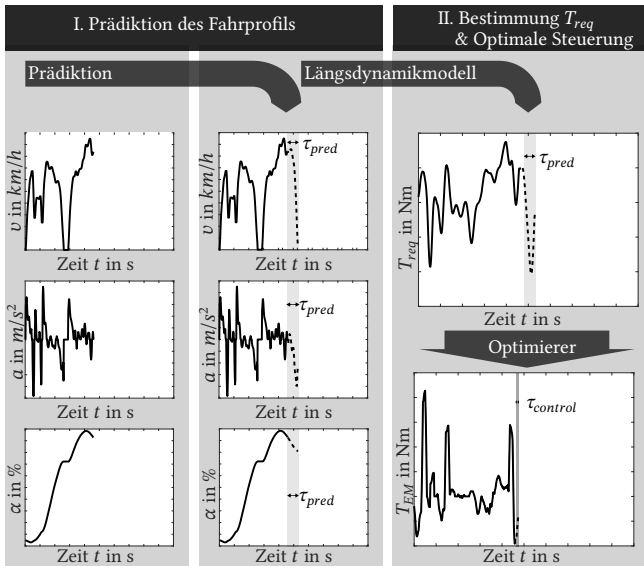 I. Prädiktion des Fahrprofils
II. Bestimmung T_req
& Optimale Steuerung
Prädiktion
Längsdynamikmodell
v in km/h
Zeit t in s
v in km/h
τ_pred
Zeit t in s
a in m/s²
Zeit t in s
a in m/s²
τ_pred
Zeit t in s
α in %
Zeit t in s
α in %
τ_pred
Zeit t in s
T_req in Nm
τ_pred
Zeit t in s
Optimierer
T_EM in Nm
τ_control
Zeit t in s